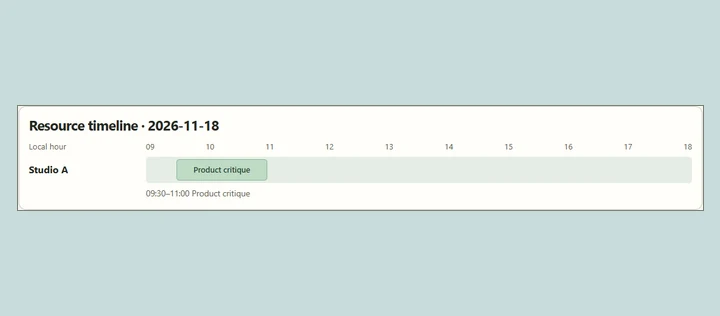 Resource timeline · 2026-11-18
Local hour 09 10 11 12 13 14 15 16 17 18
Studio A Product critique
09:30–11:00 Product critique